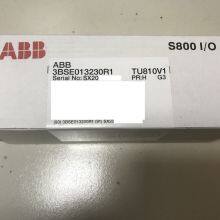 ABB S800 I/O
ABB
3BSE013230R1 TU810V1
Serial No: SX20 PR:H G3